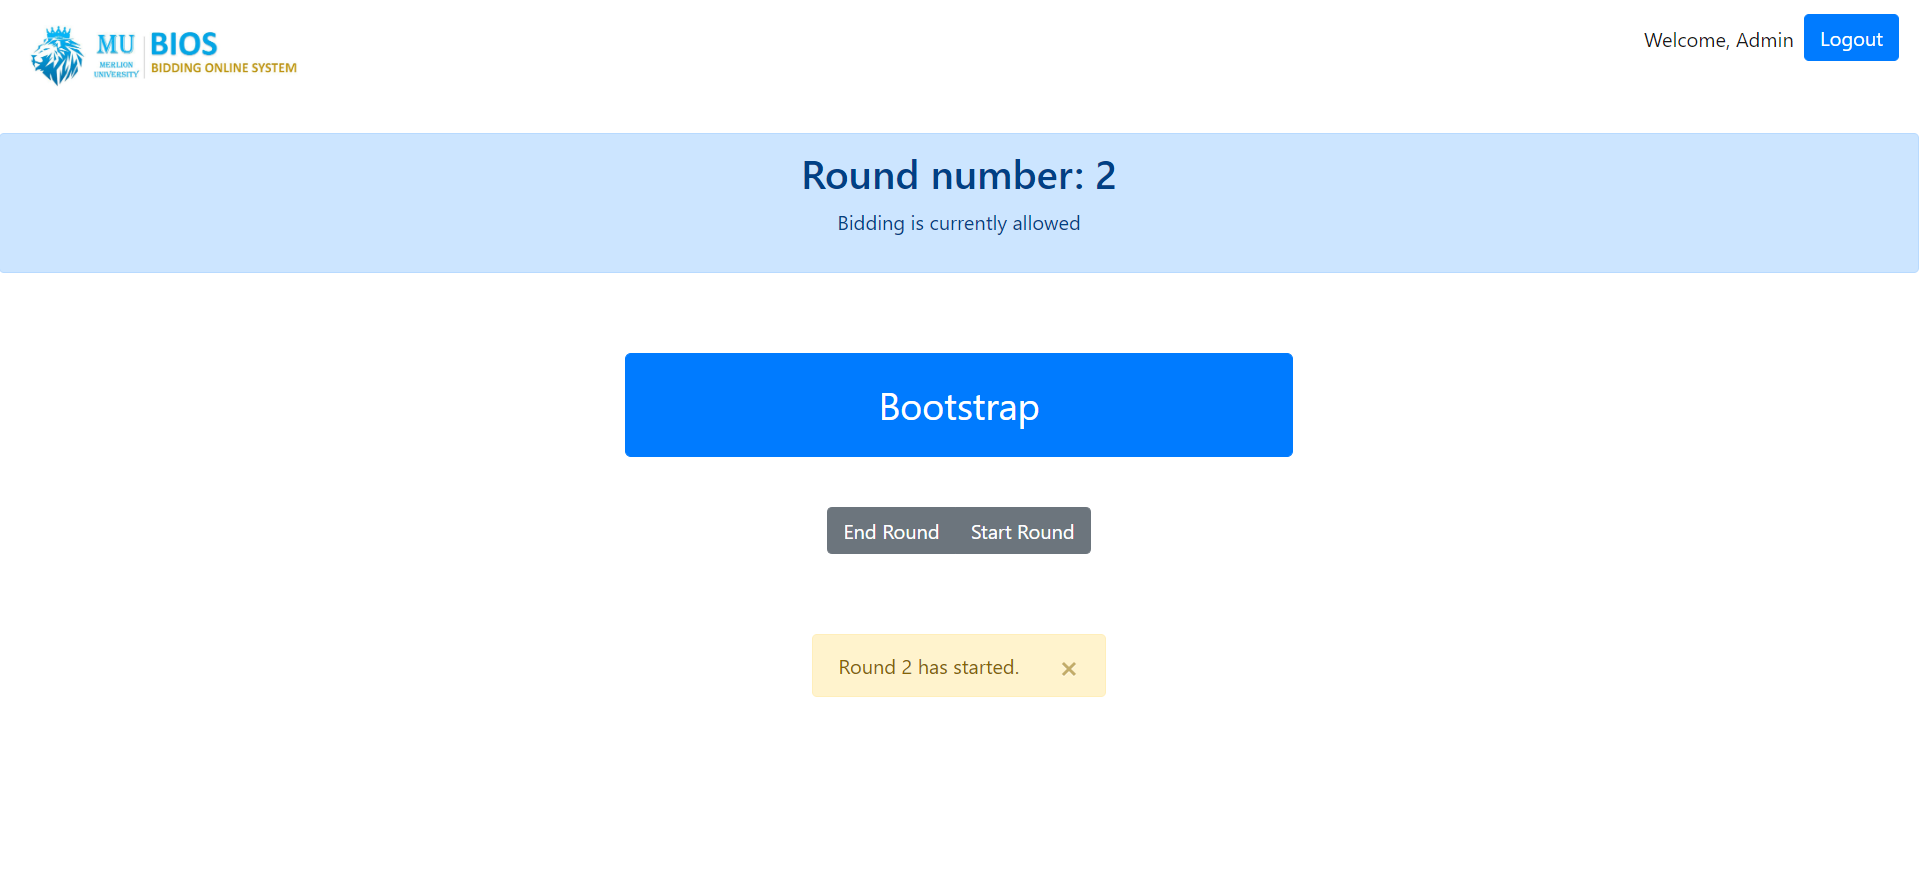 MU
MERLION
UNIVERSITY
BIOS
BIDDING ONLINE SYSTEM
Welcome, Admin
Logout
Round number: 2
Bidding is currently allowed
Bootstrap
End Round
Start Round
Round 2 has started. ×